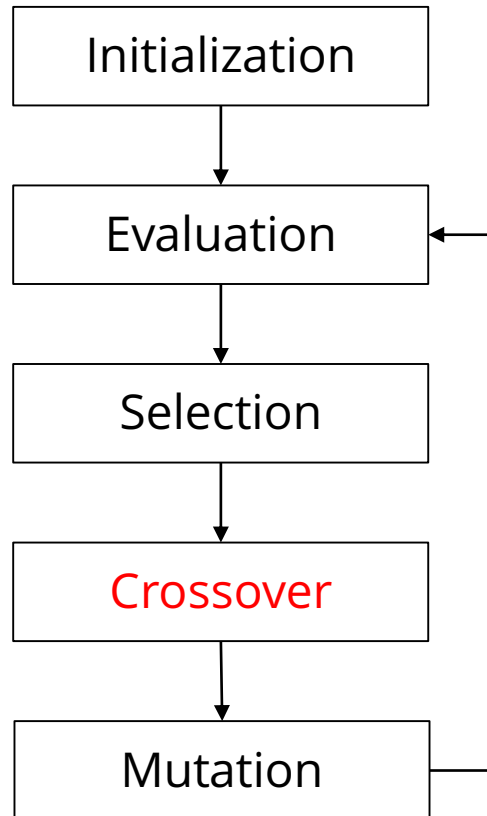 Initialization
Evaluation
Selection
Crossover
Mutation